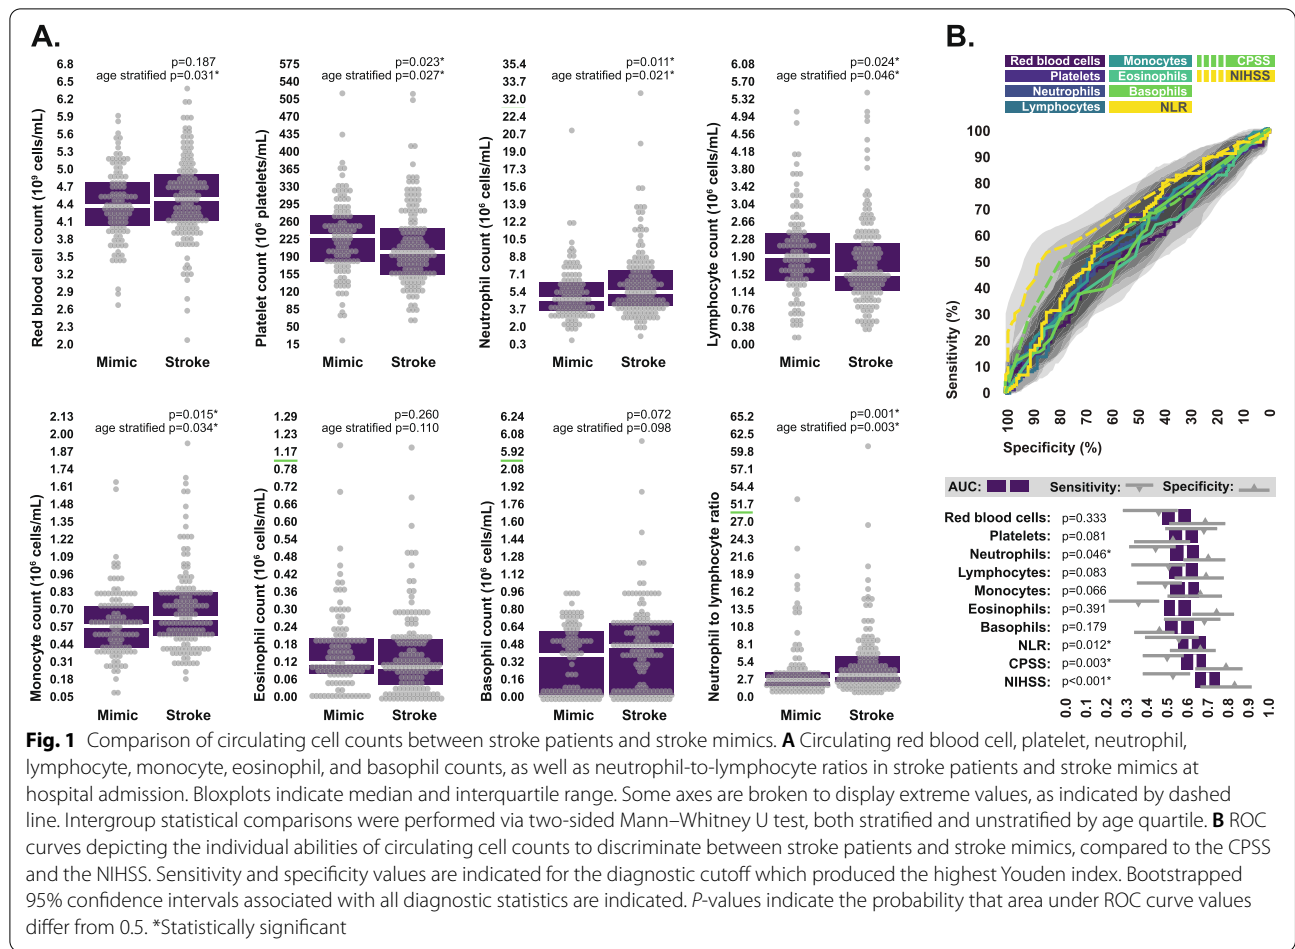 A.
p=0.187
age stratified p=0.031*
6.8
6.5
6.2
5.9
5.6
5.3
5.0
4.7
4.4
4.1
3.8
3.5
3.2
2.9
2.6
2.3
2.0
Red blood cell count (10⁹ cells/mL)
Mimic Stroke
p=0.023*
age stratified p=0.027*
575
540
505
470
435
400
365
330
295
260
225
190
155
120
85
50
15
Platelet count (10⁶ platelets/mL)
Mimic Stroke
p=0.011*
age stratified p=0.021*
35.4
33.7
32.0
22.4
20.7
19.0
17.3
15.6
13.9
12.2
10.5
8.8
7.1
5.4
3.7
2.0
0.3
Neutrophil count (10⁶ cells/mL)
Mimic Stroke
p=0.024*
age stratified p=0.046*
6.08
5.70
5.32
4.94
4.56
4.18
3.80
3.42
3.04
2.66
2.28
1.90
1.52
1.14
0.76
0.38
0.00
Lymphocyte count (10⁶ cells/mL)
Mimic Stroke
p=0.015*
age stratified p=0.034*
2.13
2.00
1.87
1.74
1.61
1.48
1.35
1.22
1.09
0.96
0.83
0.70
0.57
0.44
0.31
0.18
0.05
Monocyte count (10⁶ cells/mL)
Mimic Stroke
p=0.260
age stratified p=0.110
1.29
1.23
1.17
0.78
0.72
0.66
0.60
0.54
0.48
0.42
0.36
0.30
0.24
0.18
0.12
0.06
0.00
Eosinophil count (10⁶ cells/mL)
Mimic Stroke
p=0.072
age stratified p=0.098
6.24
6.08
5.92
2.08
1.92
1.76
1.60
1.44
1.28
1.12
0.96
0.80
0.64
0.48
0.32
0.16
0.00
Basophil count (10⁶ cells/mL)
Mimic Stroke
p=0.001*
age stratified p=0.003*
65.2
62.5
59.8
57.1
54.4
51.7
27.0
24.3
21.6
18.9
16.2
13.5
10.8
8.1
5.4
2.7
0.0
Neutrophil to lymphocyte ratio
Mimic Stroke
B.
Red blood cells Monocytes CPSS
Platelets Eosinophils NIHSS
Neutrophils Basophils
Lymphocytes NLR
100
90
80
70
60
50
40
30
20
10
0
Sensitivity (%)
100 90 80 70 60 50 40 30 20 10 0
Specificity (%)
AUC: Sensitivity: Specificity:
Red blood cells: p=0.333
Platelets: p=0.081
Neutrophils: p=0.046*
Lymphocytes: p=0.083
Monocytes: p=0.066
Eosinophils: p=0.391
Basophils: p=0.179
NLR: p=0.012*
CPSS: p=0.003*
NIHSS: p<0.001*
0.0 0.1 0.2 0.3 0.4 0.5 0.6 0.7 0.8 0.9 1.0
Fig. 1 Comparison of circulating cell counts between stroke patients and stroke mimics. A Circulating red blood cell, platelet, neutrophil,
lymphocyte, monocyte, eosinophil, and basophil counts, as well as neutrophil-to-lymphocyte ratios in stroke patients and stroke mimics at
hospital admission. Bloxplots indicate median and interquartile range. Some axes are broken to display extreme values, as indicated by dashed
line. Intergroup statistical comparisons were performed via two-sided Mann–Whitney U test, both stratified and unstratified by age quartile. B ROC
curves depicting the individual abilities of circulating cell counts to discriminate between stroke patients and stroke mimics, compared to the CPSS
and the NIHSS. Sensitivity and specificity values are indicated for the diagnostic cutoff which produced the highest Youden index. Bootstrapped
95% confidence intervals associated with all diagnostic statistics are indicated. P-values indicate the probability that area under ROC curve values
differ from 0.5. *Statistically significant